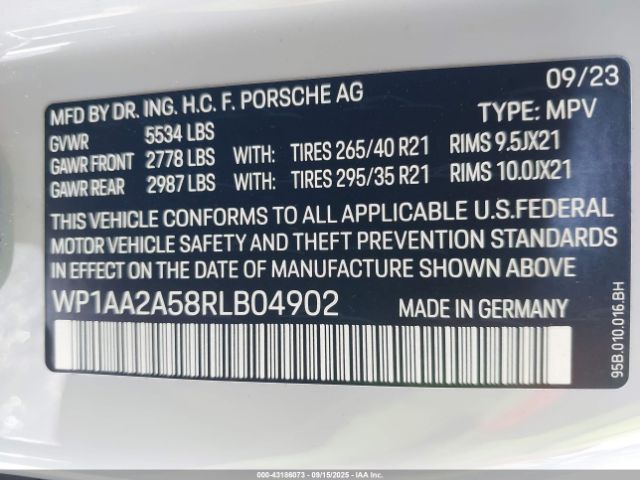 09/23
MFD BY DR. ING. H.C. F. PORSCHE AG
TYPE: MPV
GVWR 5534 LBS
GAWR FRONT 2778 LBS WITH: TIRES 265/40 R21 RIMS 9.5JX21
GAWR REAR 2987 LBS WITH: TIRES 295/35 R21 RIMS 10.0JX21
THIS VEHICLE CONFORMS TO ALL APPLICABLE U.S.FEDERAL
MOTOR VEHICLE SAFETY AND THEFT PREVENTION STANDARDS
IN EFFECT ON THE DATE OF MANUFACTURE SHOWN ABOVE
WP1AA2A58RLB04902 MADE IN GERMANY
95B.010.016.BH
000-43186073 - 09/15/2025 - IAAI.COM